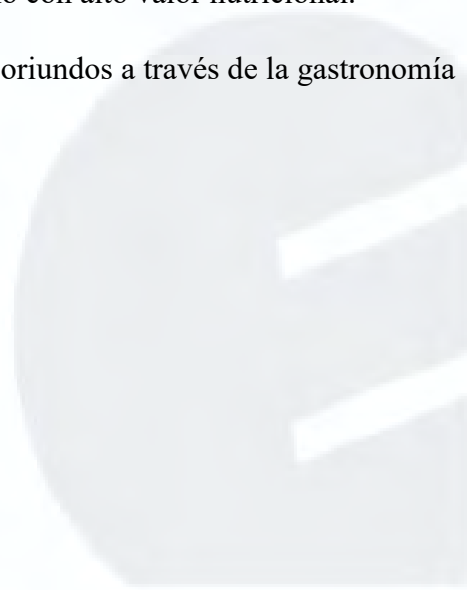 con alto valor nutricional.
oriundos a través de la gastronomía